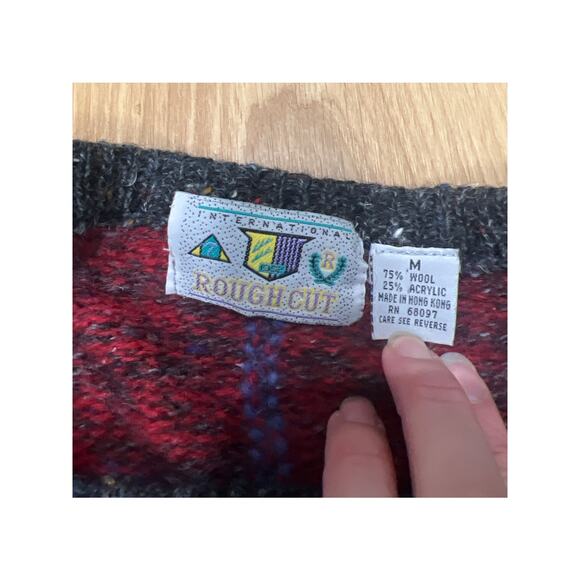 INTERNATIONAL
R
ROUGH CUT
M
75% WOOL
25% ACRYLIC
MADE IN HONG KONG
RN 68097
CARE SEE REVERSE